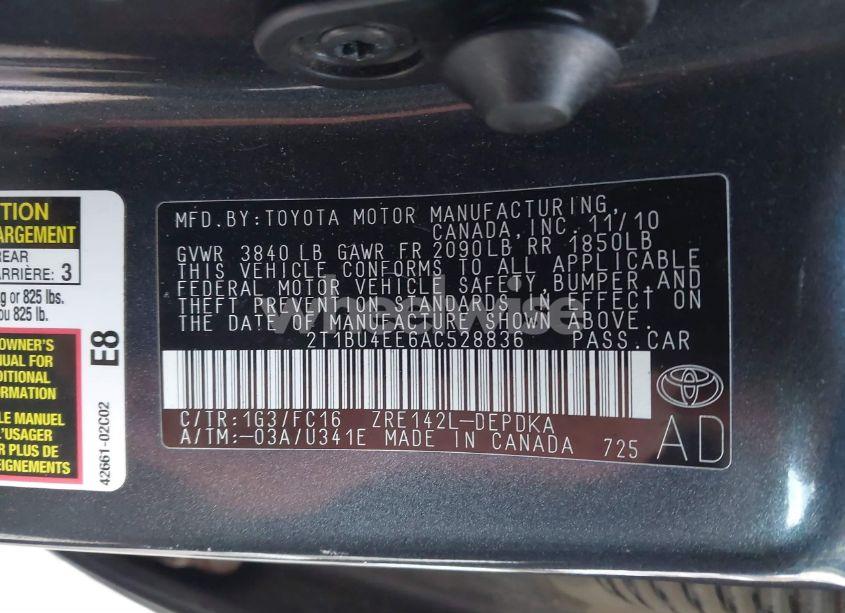 TION
ARGEMENT
REAR
ARRIÈRE: 3
g or 825 lbs.
ou 825 lb.
OWNER'S
NUAL FOR
DITIONAL
FORMATION
LE MANUEL
L'USAGER
R PLUS DE
EIGNEMENTS
E8
42661-02C02
MFD.BY:TOYOTA MOTOR MANUFACTURING,
CANADA, INC. 11/10
GVWR 3840 LB GAWR FR 2090LB RR 1850LB
THIS VEHICLE CONFORMS TO ALL APPLICABLE
FEDERAL MOTOR VEHICLE SAFETY, BUMPER, AND
THEFT PREVENTION STANDARDS IN EFFECT ON
THE DATE OF MANUFACTURE SHOWN ABOVE.
2T1BU4EE6AC528836 PASS.CAR
C/TR:1G3/FC16 ZRE142L-DEPDKA
A/TM:-03A/U341E MADE IN CANADA 725
AD
wheelwise